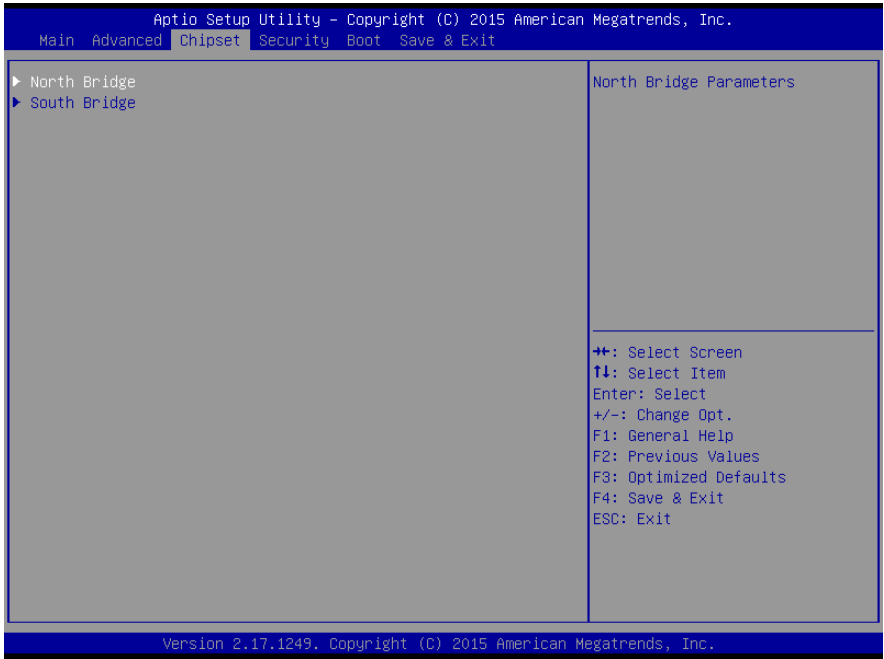 Aptio Setup Utility – Copyright (C) 2015 American Megatrends, Inc.
Main Advanced Chipset Security Boot Save & Exit
▶ North Bridge
▶ South Bridge
North Bridge Parameters
→←: Select Screen
↑↓: Select Item
Enter: Select
+/-: Change Opt.
F1: General Help
F2: Previous Values
F3: Optimized Defaults
F4: Save & Exit
ESC: Exit
Version 2.17.1249. Copyright (C) 2015 American Megatrends, Inc.